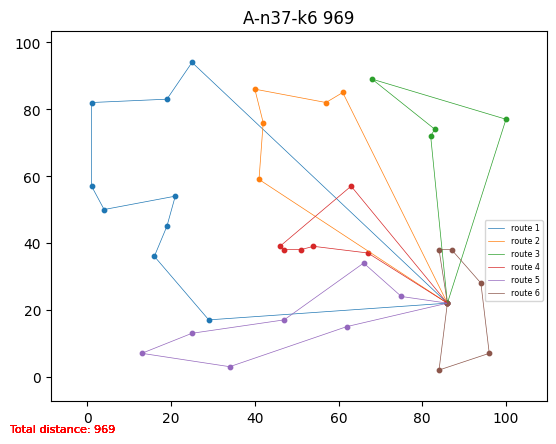 A-n37-k6 969
100
80
60
40
20
0
route 1
route 2
route 3
route 4
route 5
route 6
0 20 40 60 80 100
Total distance: 969